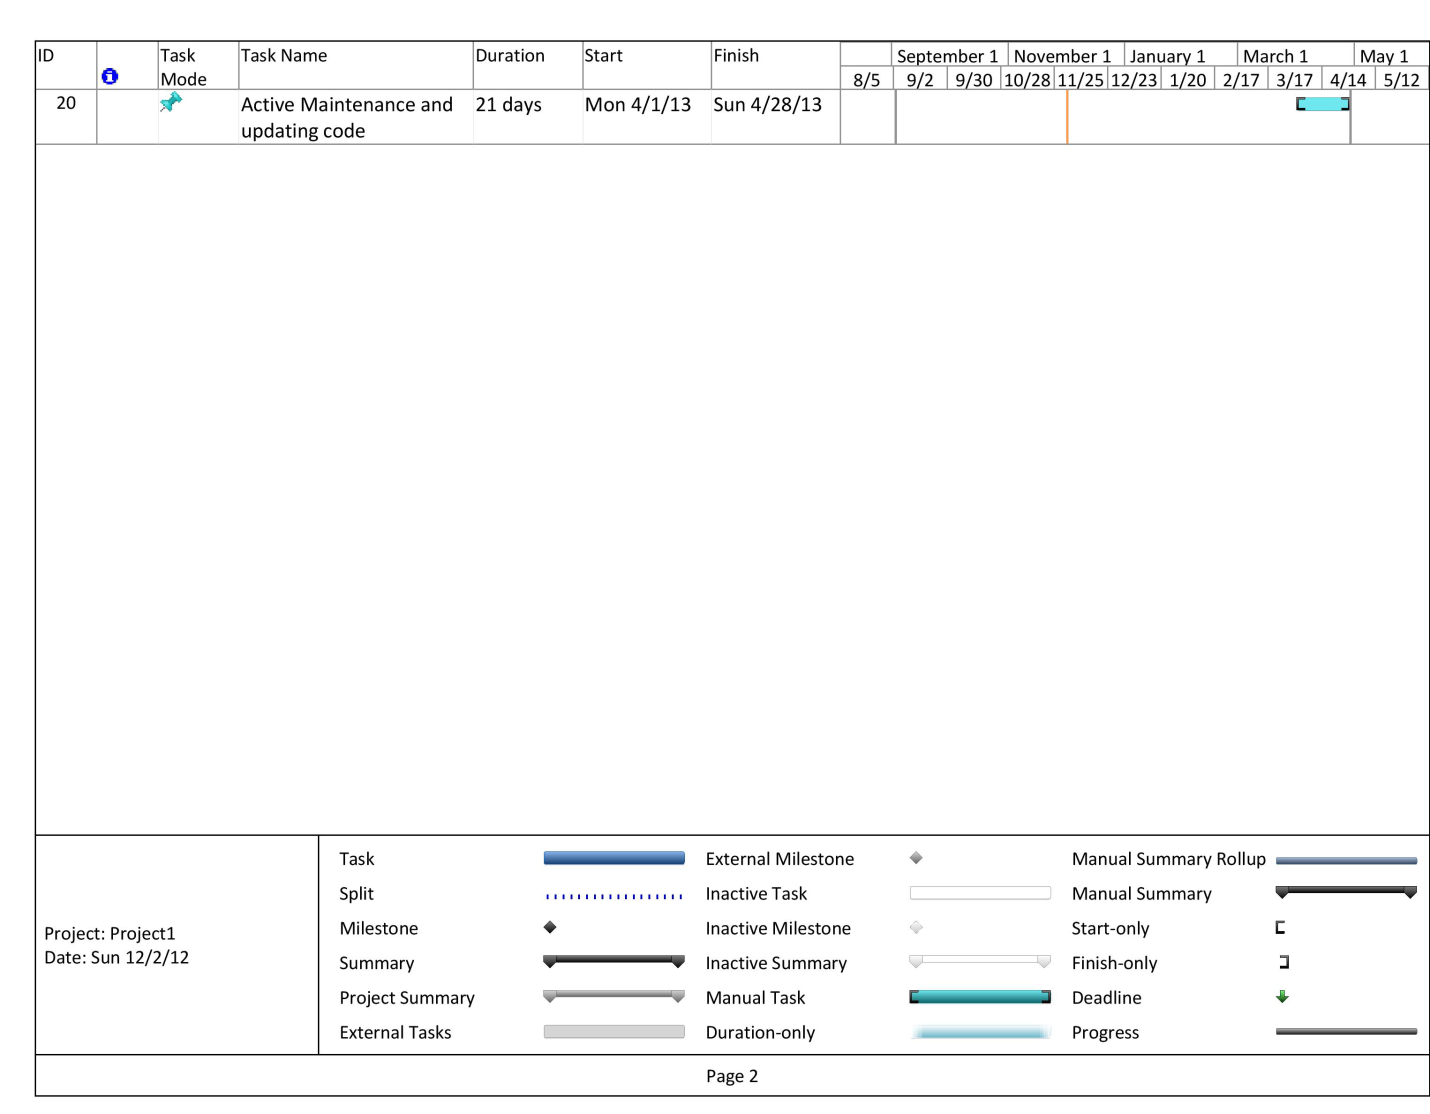 ID Task Mode Task Name Duration Start Finish
September 1 November 1 January 1 March 1 May 1
8/5 9/2 9/30 10/28 11/25 12/23 1/20 2/17 3/17 4/14 5/12
20 Active Maintenance and 21 days Mon 4/1/13 Sun 4/28/13
updating code
Project: Project1
Date: Sun 12/2/12
Task External Milestone Manual Summary Rollup
Split Inactive Task Manual Summary
Milestone Inactive Milestone Start-only
Summary Inactive Summary Finish-only
Project Summary Manual Task Deadline
External Tasks Duration-only Progress
Page 2